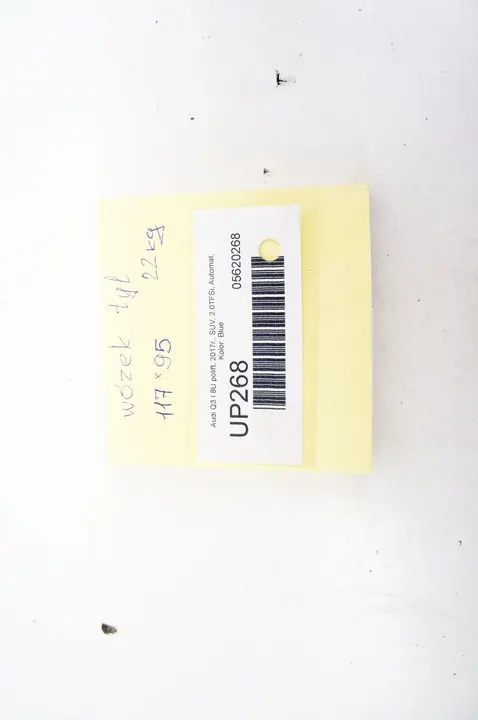 wózek tył
117 x 95 22 kg
Audi Q3 I 8U polift, 2017r., SUV, 2.0TFSi, Automat,
Kolor: Blue
UP268
05620268